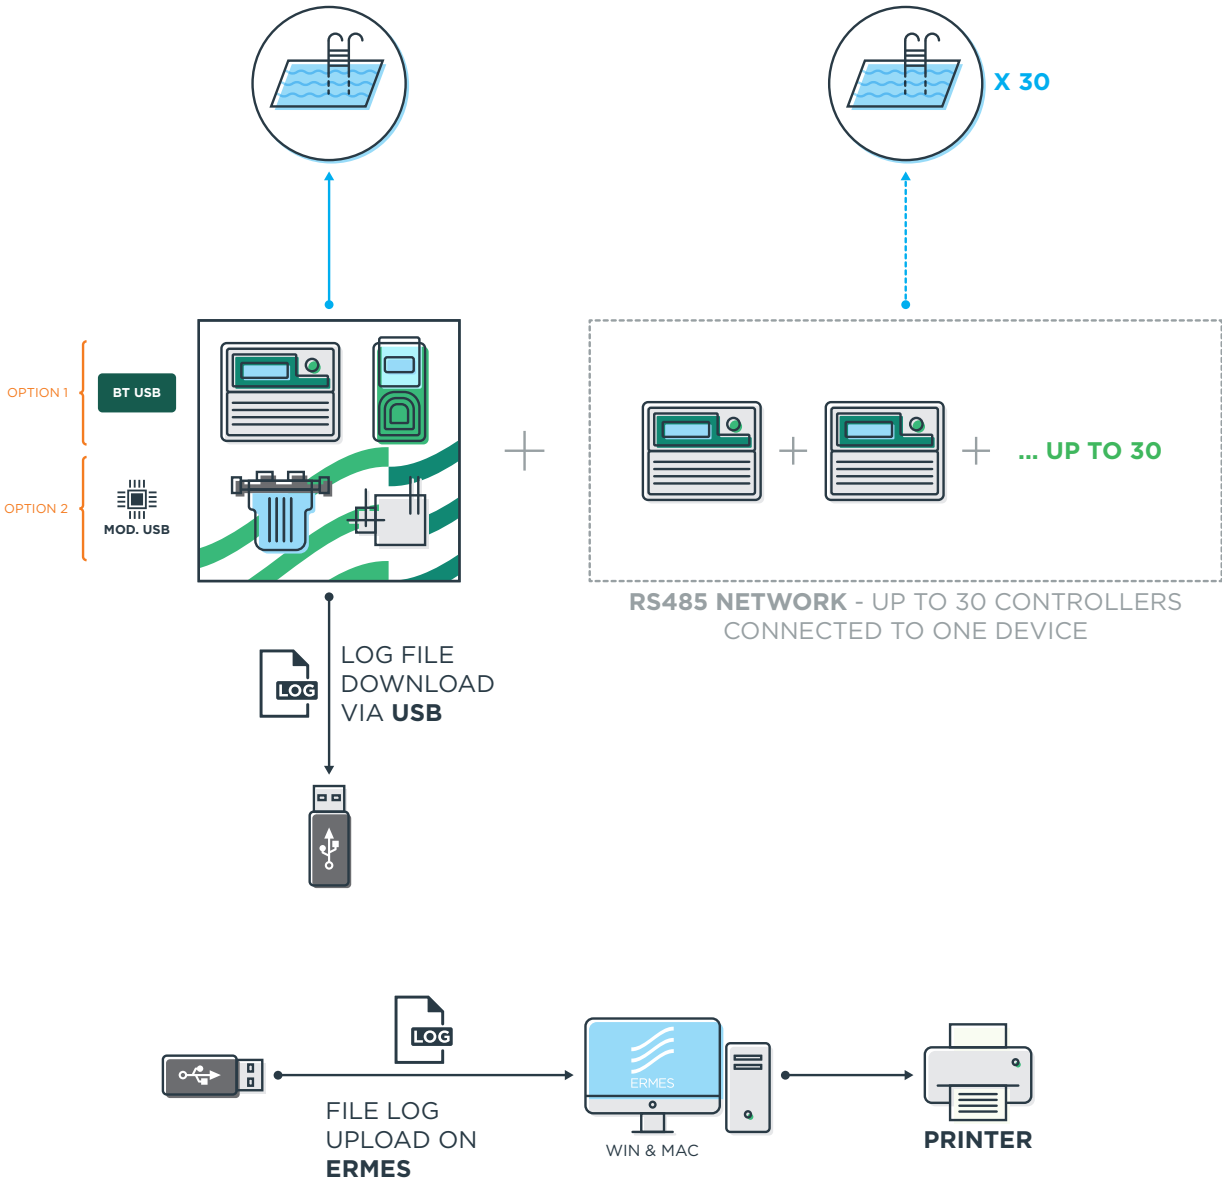 X 30
OPTION 1
BT USB
OPTION 2
MOD. USB
... UP TO 30
RS485 NETWORK - UP TO 30 CONTROLLERS
CONNECTED TO ONE DEVICE
LOG
LOG FILE
DOWNLOAD
VIA USB
LOG
FILE LOG
UPLOAD ON
ERMES
ERMES
WIN & MAC
PRINTER